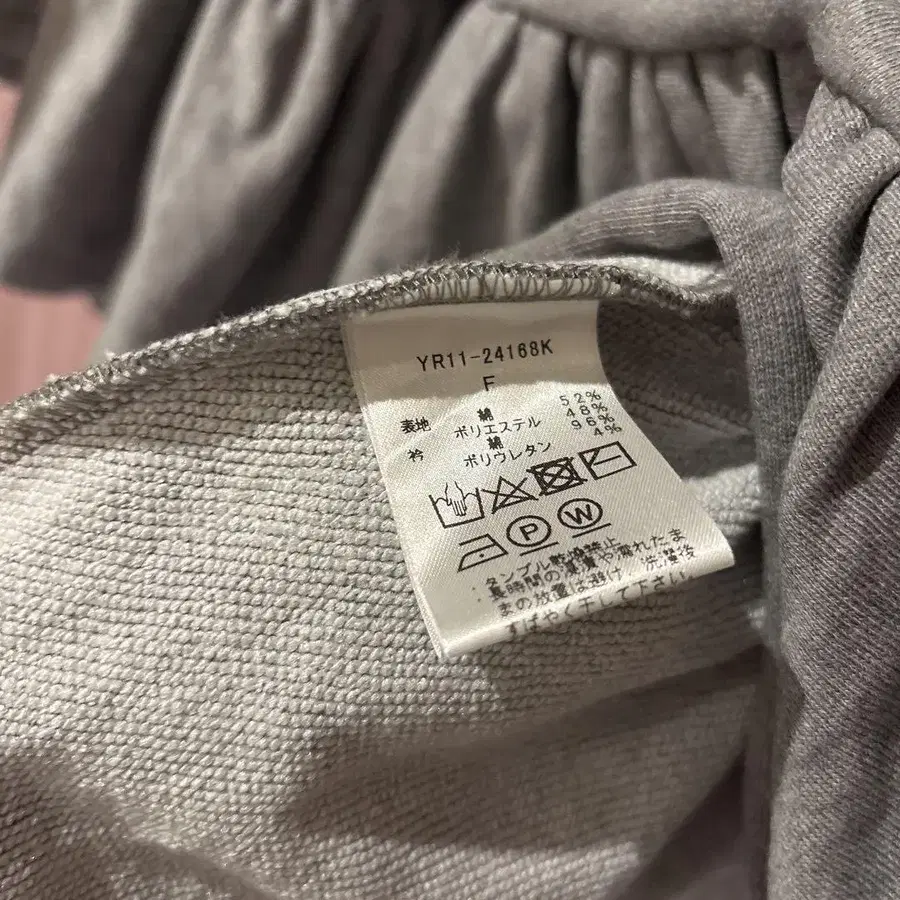 YR11-24168K
F
表地 綿 52%
ポリエステル 48%
衿 綿 96%
ポリウレタン 4%
P W
タンブル乾燥禁止
長時間の浸漬や濡れたま
まの放置は避け、洗濯後
すばやく干して下さい